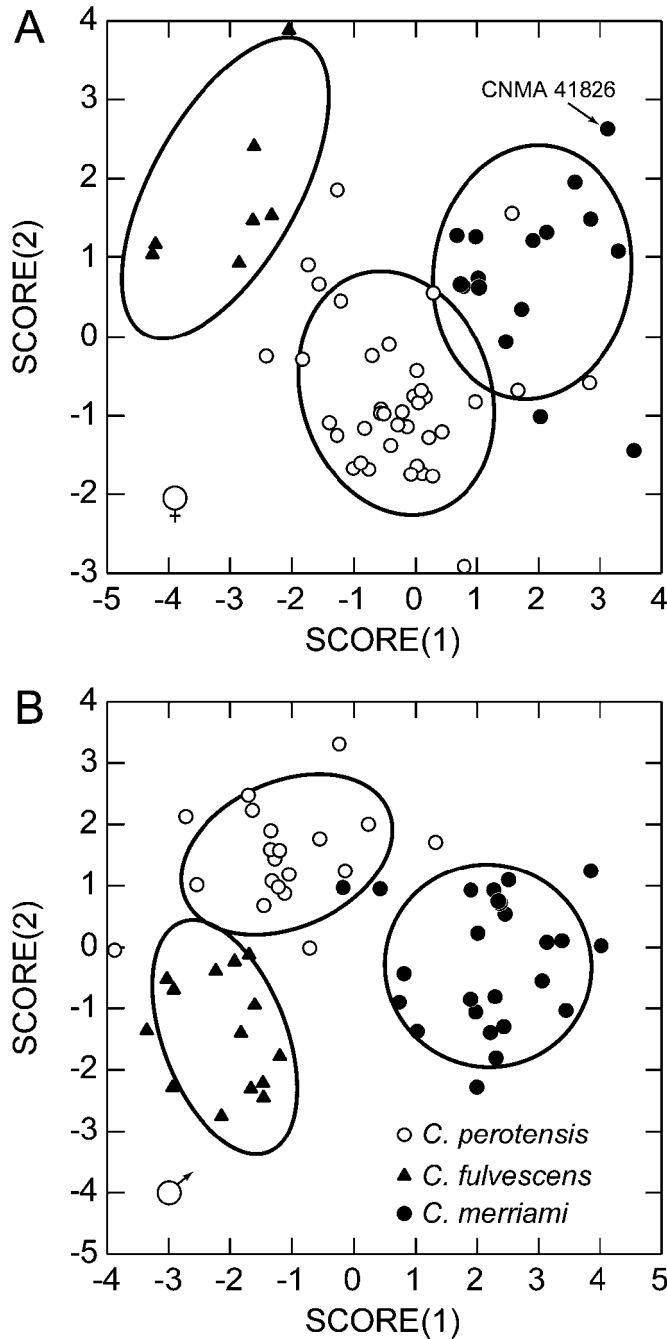 A
4
3
2
1
0
-1
-2
-3
SCORE(2)
CNMA 41826
-5 -4 -3 -2 -1 0 1 2 3 4
SCORE(1)
B
4
3
2
1
0
-1
-2
-3
-4
-5
SCORE(2)
C. perotensis
C. fulvescens
C. merriami
-4 -3 -2 -1 0 1 2 3 4 5
SCORE(1)